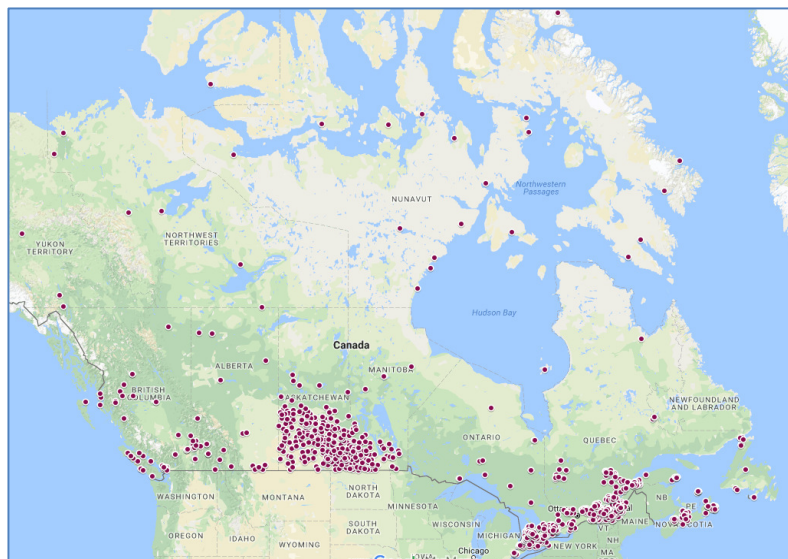 Northwestern
Passages
NUNAVUT
NORTHWEST
TERRITORIES
YUKON
TERRITORY
Hudson Bay
Canada
ALBERTA
MANITOBA
BRITISH
COLUMBIA
NEWFOUNDLAND
AND LABRADOR
ONTARIO
QUEBEC
WASHINGTON
MONTANA
NORTH
DAKOTA
MINNESOTA
OREGON
IDAHO
WYOMING
SOUTH
DAKOTA
WISCONSIN
MICHIGAN
Chicago
NEW YORK
VT
NH
MA
MAINE
NB
PE
NOVA SCOTIA